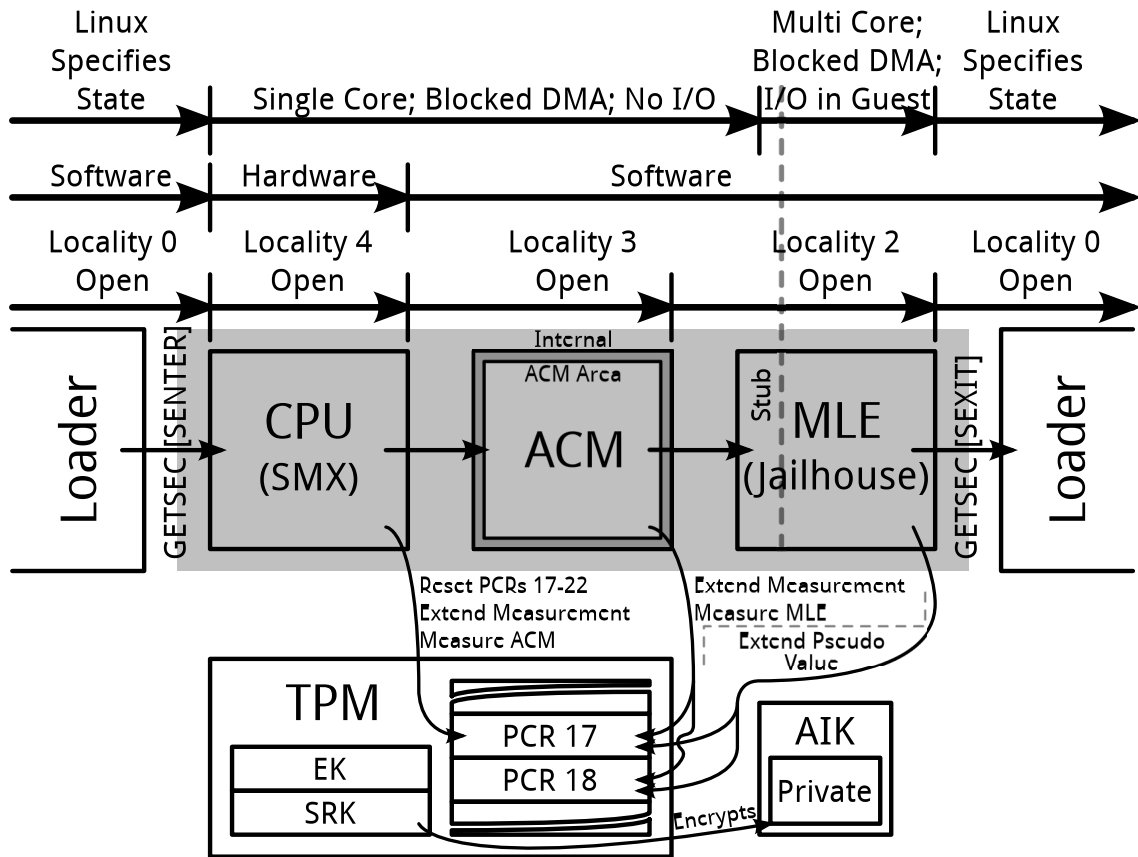 Linux
Specifies
State
Single Core; Blocked DMA; No I/O
Multi Core;
Blocked DMA;
I/O in Guest
Linux
Specifies
State
Software
Hardware
Software
Locality 0
Open
Locality 4
Open
Locality 3
Open
Locality 2
Open
Locality 0
Open
Loader
GETSEC [SENTER]
CPU
(SMX)
Internal
ACM Area
ACM
Stub
MLE
(Jailhouse)
GETSEC [SEXIT]
Loader
Reset PCRs 17-22
Extend Measurement
Measure ACM
Extend Measurement
Measure MLE
Extend Pseudo
Value
TPM
EK
SRK
PCR 17
PCR 18
Encrypts
AIK
Private